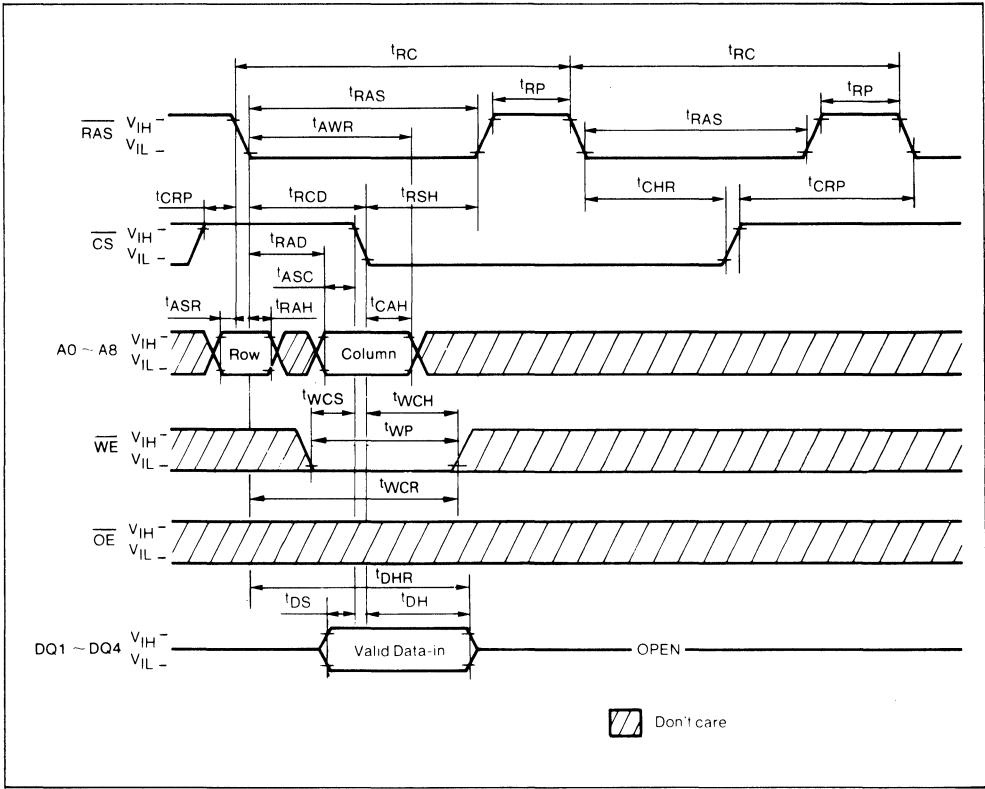 tRC tRC
tRAS tRP tRP
tAWR tRAS
RAS VIH
VIL
tCRP tRCD tRSH tCHR tCRP
CS VIH
VIL
tRAD
tASC
tASR tRAH tCAH
A0 ~ A8 VIH
VIL
Row Column
tWCS tWCH
tWP
WE VIH
VIL
tWCR
OE VIH
VIL
tDHR
tDS tDH
DQ1 ~ DQ4 VIH
VIL
Valid Data-in OPEN
Don't care